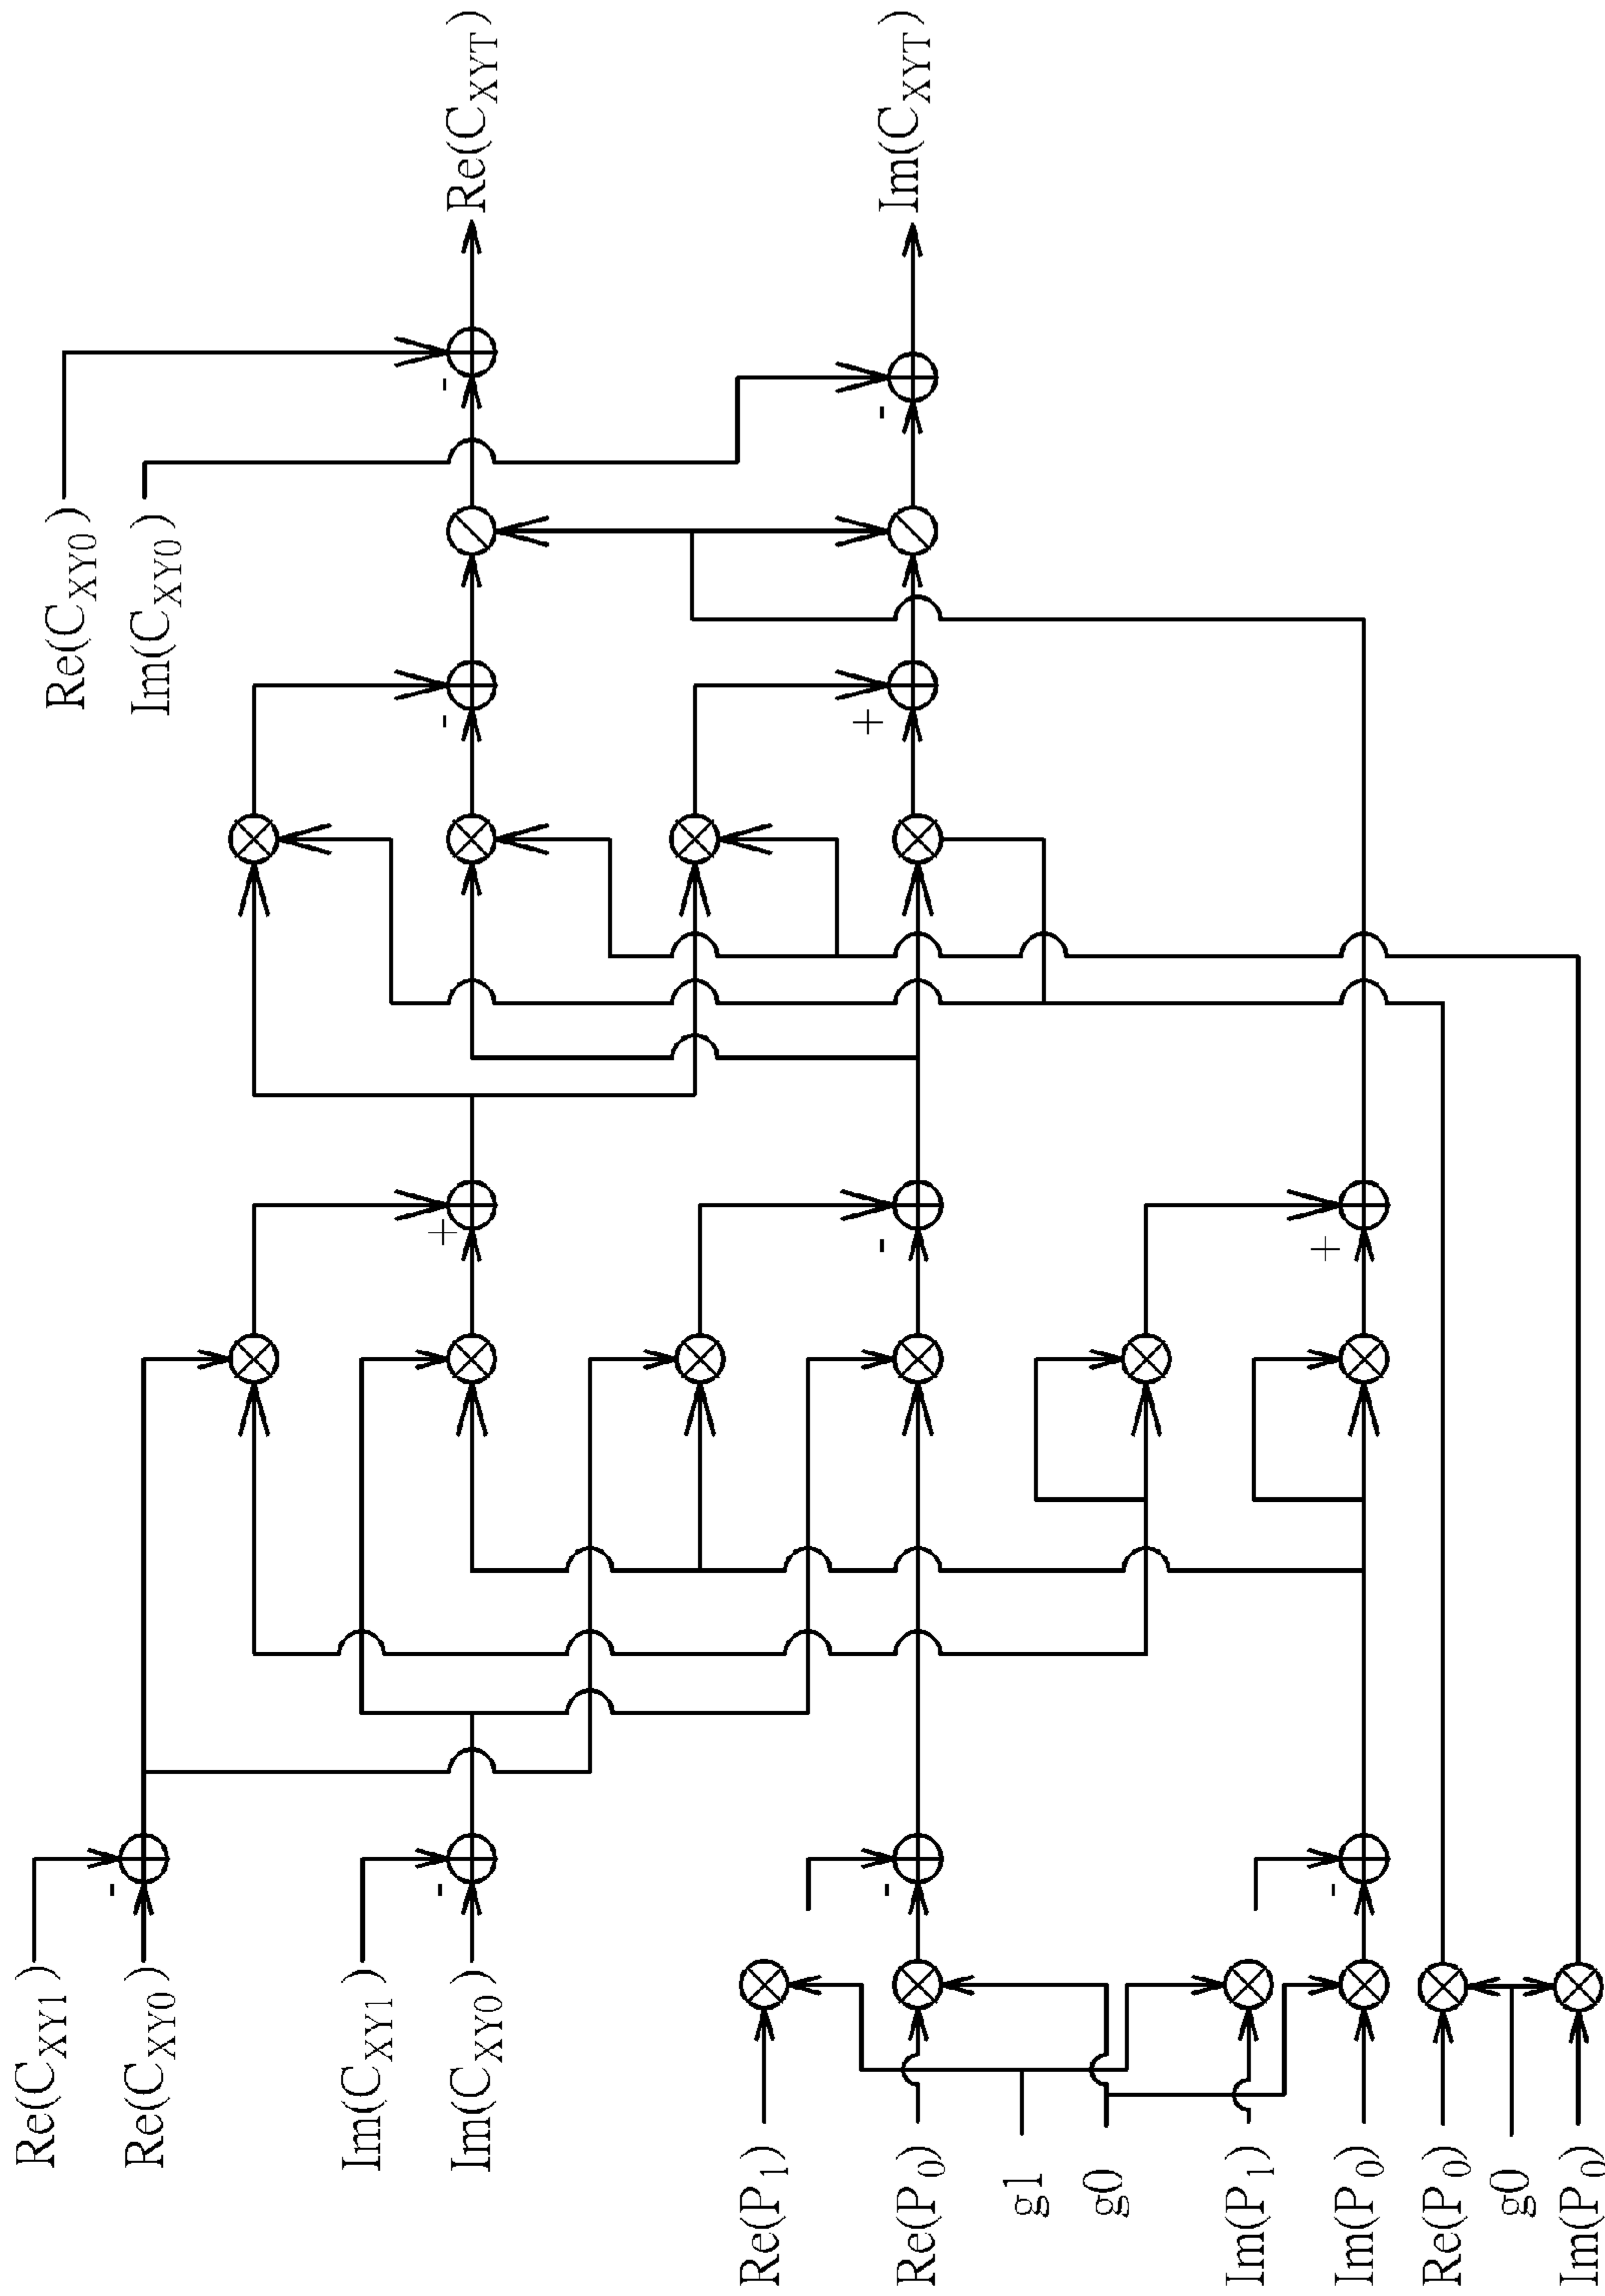 Re(C_XYT)
Im(C_XYT)
Re(C_XY0)
Im(C_XY0)
-
-
-
+
+
-
+
-
-
-
-
Re(C_XY1)
Re(C_XY0)
Im(C_XY1)
Im(C_XY0)
Re(P_1)
Re(P_0)
g1
g0
Im(P_1)
Im(P_0)
Re(P_0)
g0
Im(P_0)